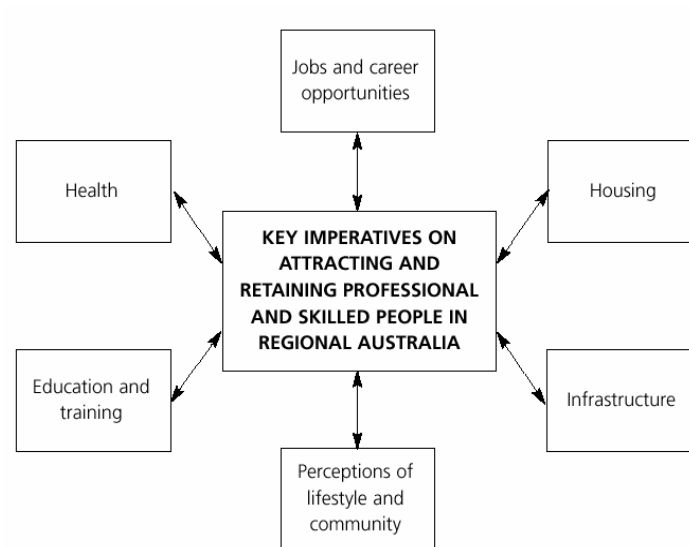 Jobs and career
opportunities
Health
Housing
KEY IMPERATIVES ON
ATTRACTING AND
RETAINING PROFESSIONAL
AND SKILLED PEOPLE IN
REGIONAL AUSTRALIA
Education and
training
Infrastructure
Perceptions of
lifestyle and
community